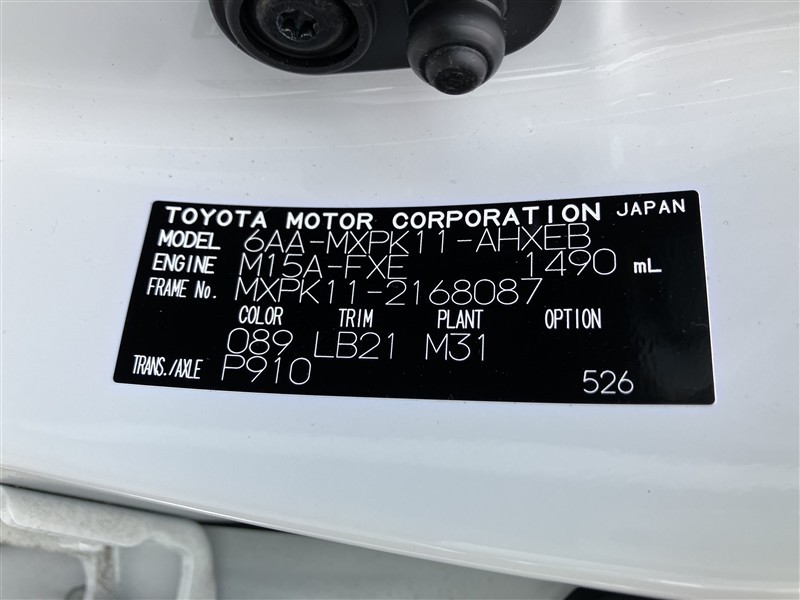 TOYOTA MOTOR CORPORATION JAPAN
MODEL 6AA-MXPK11-AHXEB
ENGINE M15A-FXE 1490 mL
FRAME No. MXPK11-2168087
COLOR TRIM PLANT OPTION
089 LB21 M31
TRANS./AXLE P910 526